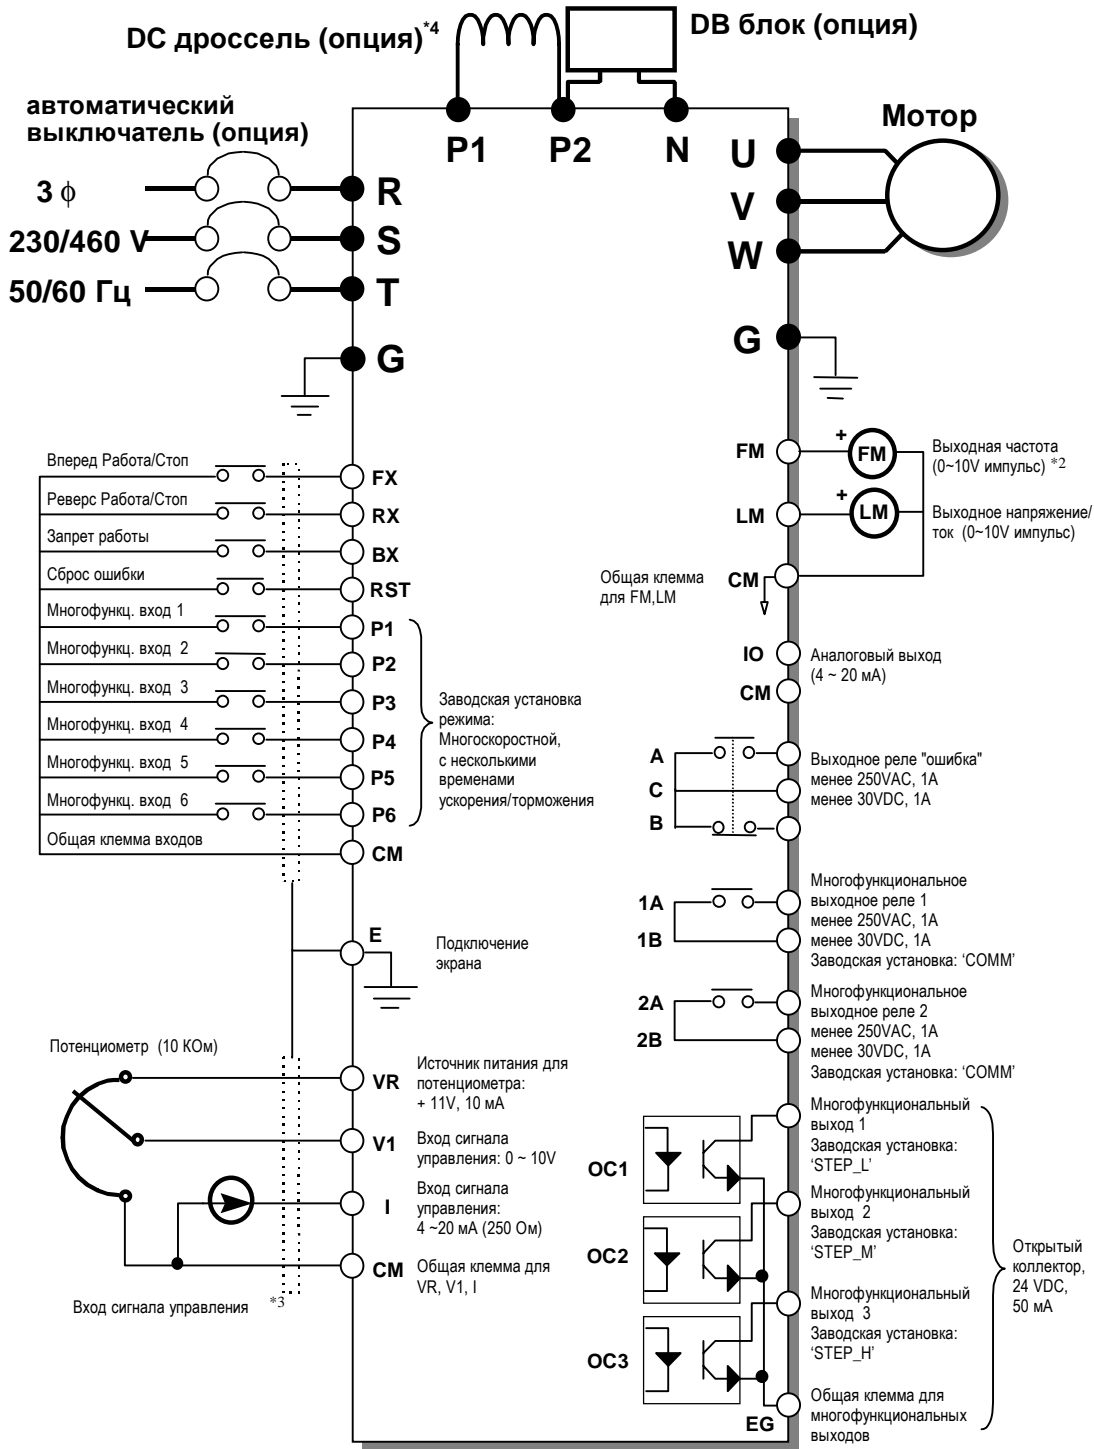 DC дроссель (опция)*4
DB блок (опция)
автоматический
выключатель (опция)
Мотор
P1
P2
N
U
V
W
3 ϕ
R
230/460 V
S
50/60 Гц
T
G
G
Вперед Работа/Стоп
FX
Реверс Работа/Стоп
RX
Запрет работы
BX
Сброс ошибки
RST
Многофункц. вход 1
P1
Многофункц. вход 2
P2
Многофункц. вход 3
P3
Многофункц. вход 4
P4
Многофункц. вход 5
P5
Многофункц. вход 6
P6
Общая клемма входов
CM
Заводская установка
режима:
Многоскоростной,
с несколькими
временами
ускорения/торможения
E
Подключение
экрана
Потенциометр (10 КОм)
VR
Источник питания для
потенциометра:
+ 11V, 10 мА
V1
Вход сигнала
управления: 0 ~ 10V
I
Вход сигнала
управления:
4 ~20 мА (250 Ом)
CM
Общая клемма для
VR, V1, I
Вход сигнала управления *3
FM
+
FM
Выходная частота
(0~10V импульс) *2
LM
+
LM
Выходное напряжение/
ток (0~10V импульс)
Общая клемма
для FM,LM
CM
IO
Аналоговый выход
(4 ~ 20 мА)
CM
A
C
B
Выходное реле "ошибка"
менее 250VAC, 1A
менее 30VDC, 1A
1A
1B
Многофункциональное
выходное реле 1
менее 250VAC, 1A
менее 30VDC, 1A
Заводская установка: ‘COMM’
2A
2B
Многофункциональное
выходное реле 2
менее 250VAC, 1A
менее 30VDC, 1A
Заводская установка: ‘COMM’
OC1
Многофункциональный
выход 1
Заводская установка:
‘STEP_L’
OC2
Многофункциональный
выход 2
Заводская установка:
‘STEP_M’
OC3
Многофункциональный
выход 3
Заводская установка:
‘STEP_H’
EG
Общая клемма для
многофункциональных
выходов
Открытый
коллектор,
24 VDC,
50 мА